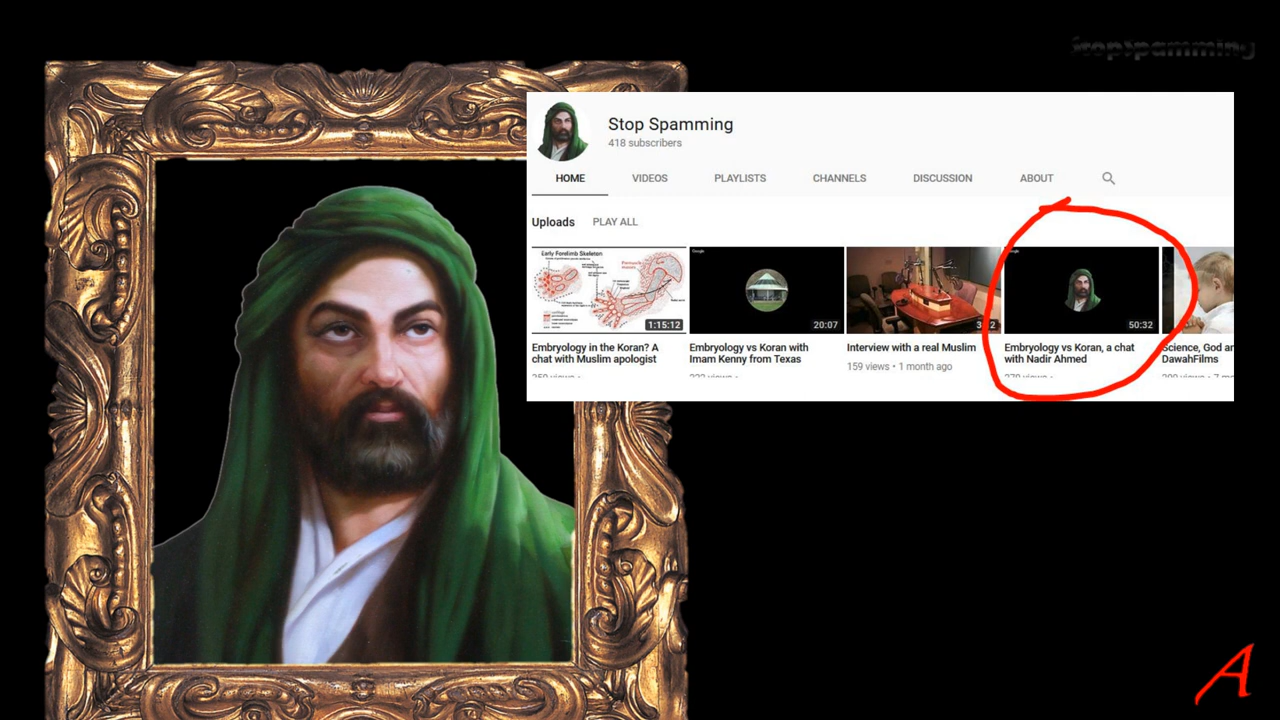 StopSpamming
Stop Spamming
418 subscribers
HOME VIDEOS PLAYLISTS CHANNELS DISCUSSION ABOUT
Uploads PLAY ALL
Early Forelimb Skeleton
1:15:12
20:07
50:32
Embryology in the Koran? A
chat with Muslim apologist
Embryology vs Koran with
Imam Kenny from Texas
Interview with a real Muslim
159 views • 1 month ago
Embryology vs Koran, a chat
with Nadir Ahmed
Science, God
DawahFilms
A